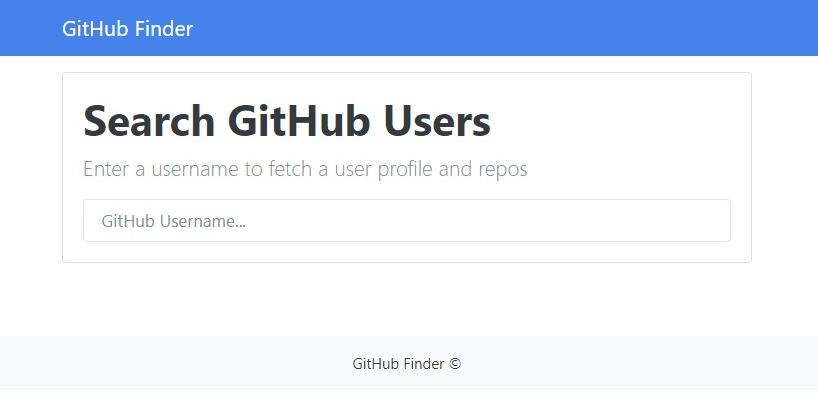 GitHub Finder
Search GitHub Users
Enter a username to fetch a user profile and repos
GitHub Username...
GitHub Finder ©